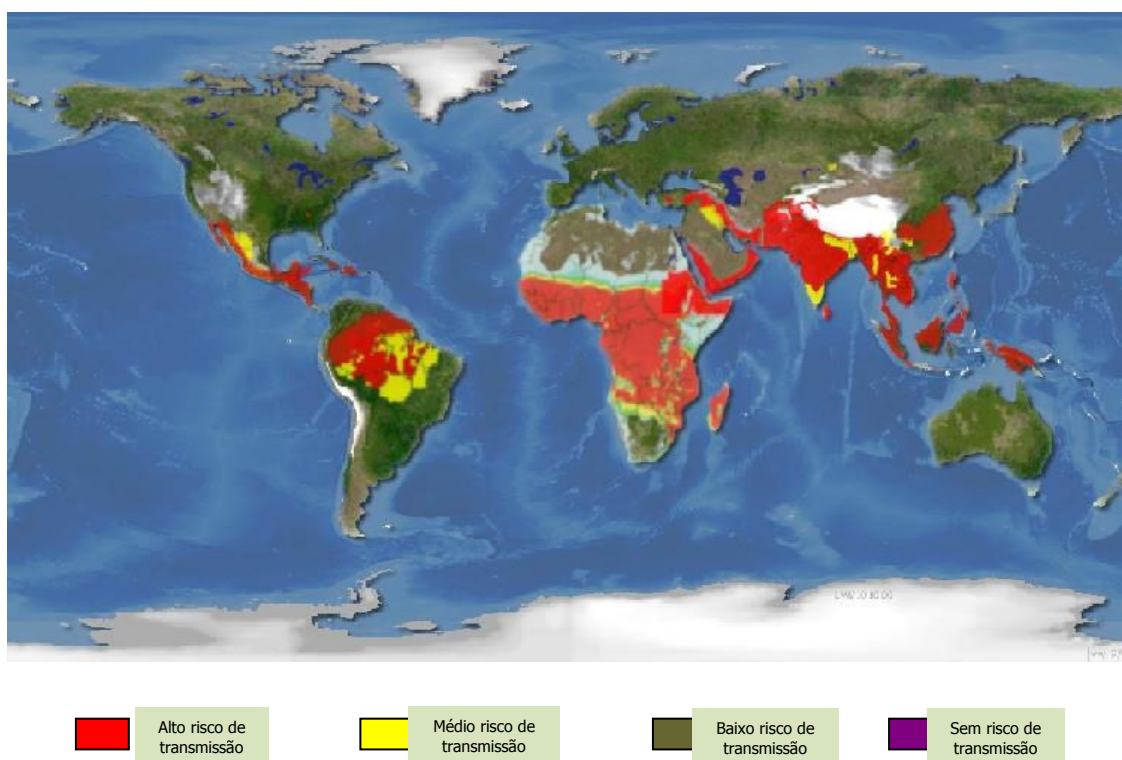 Alto risco de
transmissão
Médio risco de
transmissão
Baixo risco de
transmissão
Sem risco de
transmissão